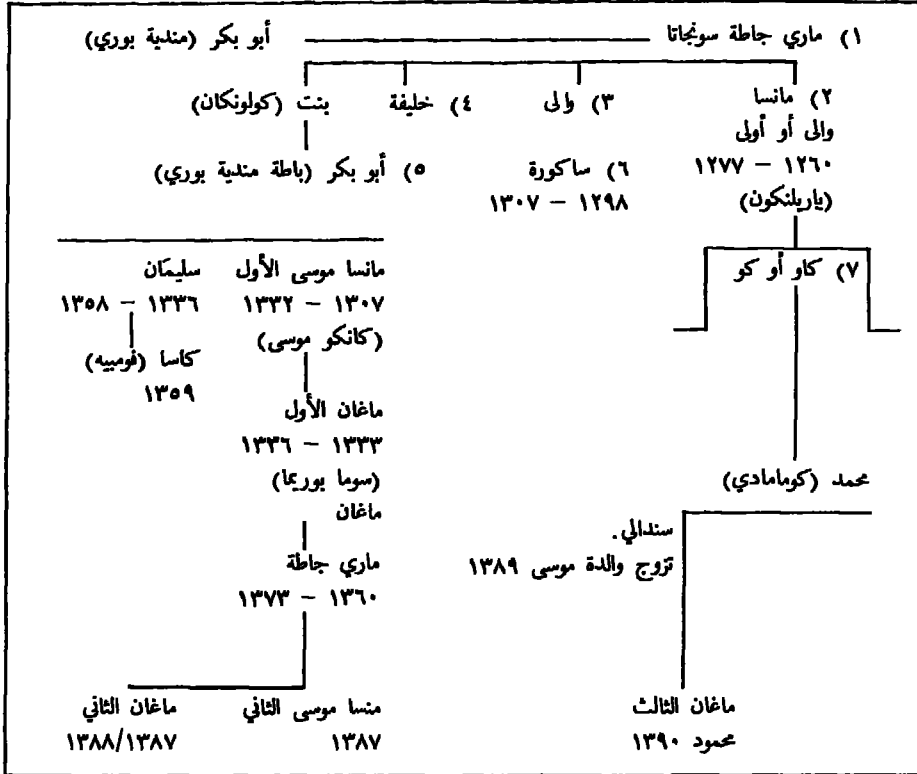 ١) ماري جاطة سونجاتا    أبو بكر (مندية بوري)
٢) مانسا    ٣) والى    ٤) خليفة    بنت (كولونكان)
والى أو أولى
١٢٦٠ – ١٢٧٧    ٦) ساكورة    ٥) أبو بكر (باطة مندية بوري)
(ياريلنكون)    ١٢٩٨ – ١٣٠٧
٧) كاو أو كو    مانسا موسى الأول    سليمان
١٣٠٧ – ١٣٣٢    ١٣٣٦ – ١٣٥٨
(كانكو موسى)    كاسا (فومبيه)
١٣٥٩
ماغان الأول
١٣٣٣ – ١٣٣٦
محمد (كومامادي)    (سوما بوريما)
ماغان
سندالي.
تزوج والدة موسى ١٣٨٩    ماري جاطة
١٣٦٠ – ١٣٧٣
ماغان الثالث    منسا موسى الثاني    ماغان الثاني
محمود ١٣٩٠    ١٣٨٧    ١٣٨٨/١٣٨٧